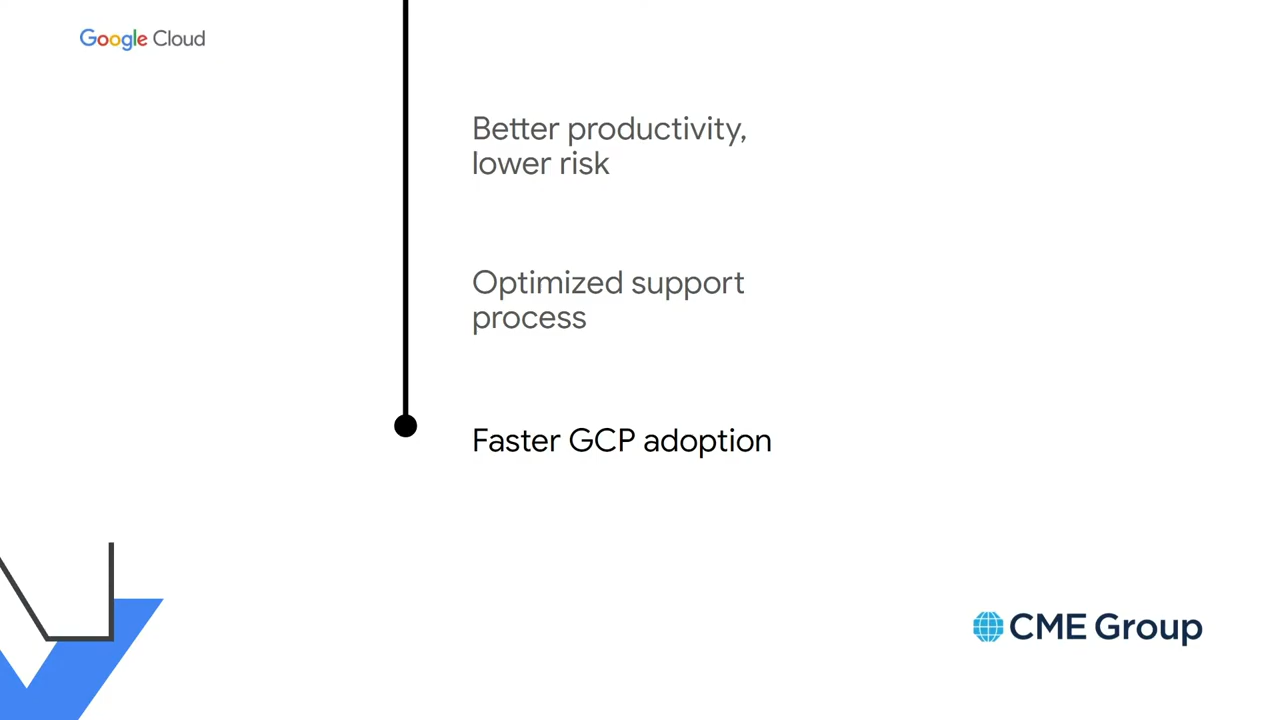 Google Cloud
Better productivity,
lower risk
Optimized support
process
Faster GCP adoption
CME Group